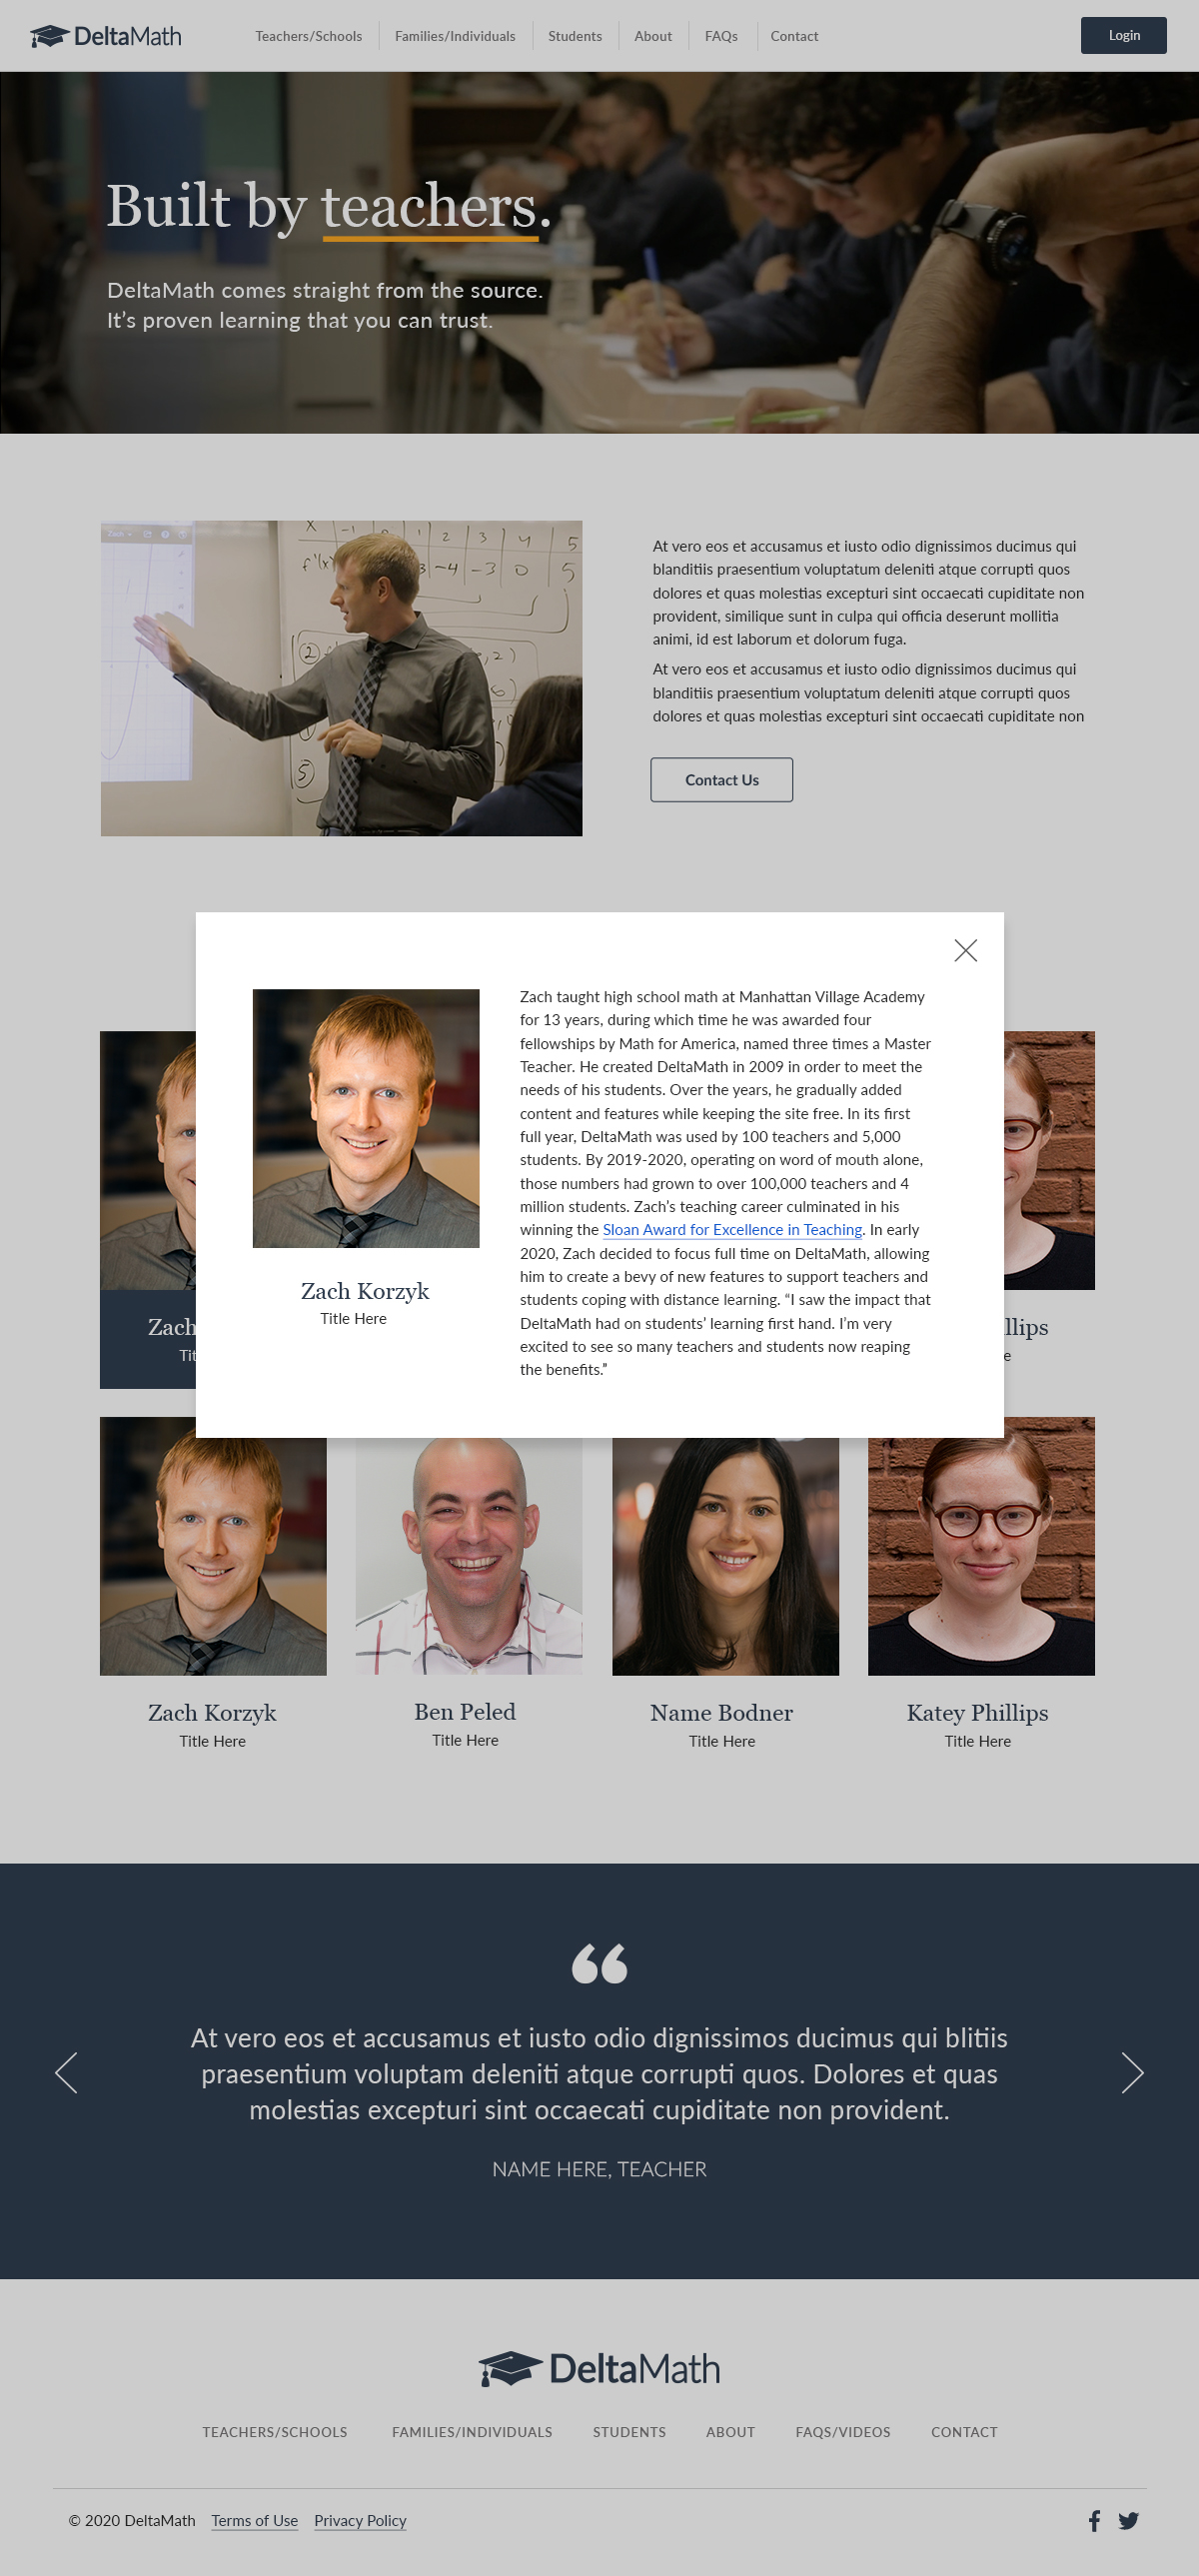 DeltaMath
Teachers/Schools
Families/Individuals
Students
About
FAQs
Contact
Login
Built by teachers.
DeltaMath comes straight from the source.
It’s proven learning that you can trust.
At vero eos et accusamus et iusto odio dignissimos ducimus qui
blanditiis praesentium voluptatum deleniti atque corrupti quos
dolores et quas molestias excepturi sint occaecati cupiditate non
provident, similique sunt in culpa qui officia deserunt mollitia
animi, id est laborum et dolorum fuga.
At vero eos et accusamus et iusto odio dignissimos ducimus qui
blanditiis praesentium voluptatum deleniti atque corrupti quos
dolores et quas molestias excepturi sint occaecati cupiditate non
Contact Us
Zach taught high school math at Manhattan Village Academy
for 13 years, during which time he was awarded four
fellowships by Math for America, named three times a Master
Teacher. He created DeltaMath in 2009 in order to meet the
needs of his students. Over the years, he gradually added
content and features while keeping the site free. In its first
full year, DeltaMath was used by 100 teachers and 5,000
students. By 2019-2020, operating on word of mouth alone,
those numbers had grown to over 100,000 teachers and 4
million students. Zach’s teaching career culminated in his
winning the Sloan Award for Excellence in Teaching. In early
2020, Zach decided to focus full time on DeltaMath, allowing
him to create a bevy of new features to support teachers and
students coping with distance learning. “I saw the impact that
DeltaMath had on students’ learning first hand. I’m very
excited to see so many teachers and students now reaping
the benefits.”
Zach Korzyk
Title Here
Zach
Tit
llips
e
Zach Korzyk
Title Here
Ben Peled
Title Here
Name Bodner
Title Here
Katey Phillips
Title Here
“
At vero eos et accusamus et iusto odio dignissimos ducimus qui blitiis
praesentium voluptam deleniti atque corrupti quos. Dolores et quas
molestias excepturi sint occaecati cupiditate non provident.
NAME HERE, TEACHER
DeltaMath
TEACHERS/SCHOOLS
FAMILIES/INDIVIDUALS
STUDENTS
ABOUT
FAQS/VIDEOS
CONTACT
© 2020 DeltaMath
Terms of Use
Privacy Policy